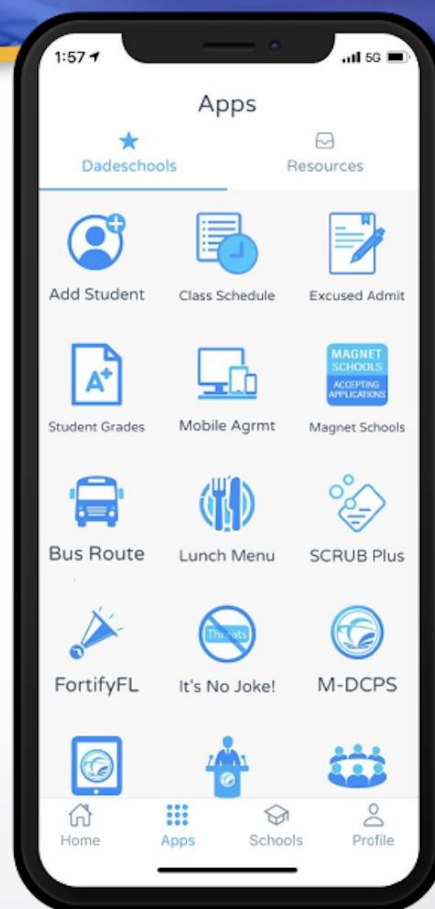 1:57
5G
Apps
Dadeschools
Resources
Add Student
Class Schedule
Excused Admit
A+
MAGNET
SCHOOLS
ACCEPTING
APPLICATIONS
Student Grades
Mobile Agrmt
Magnet Schools
Bus Route
Lunch Menu
SCRUB Plus
Threats
FortifyFL
It's No Joke!
M-DCPS
Home
Apps
Schools
Profile